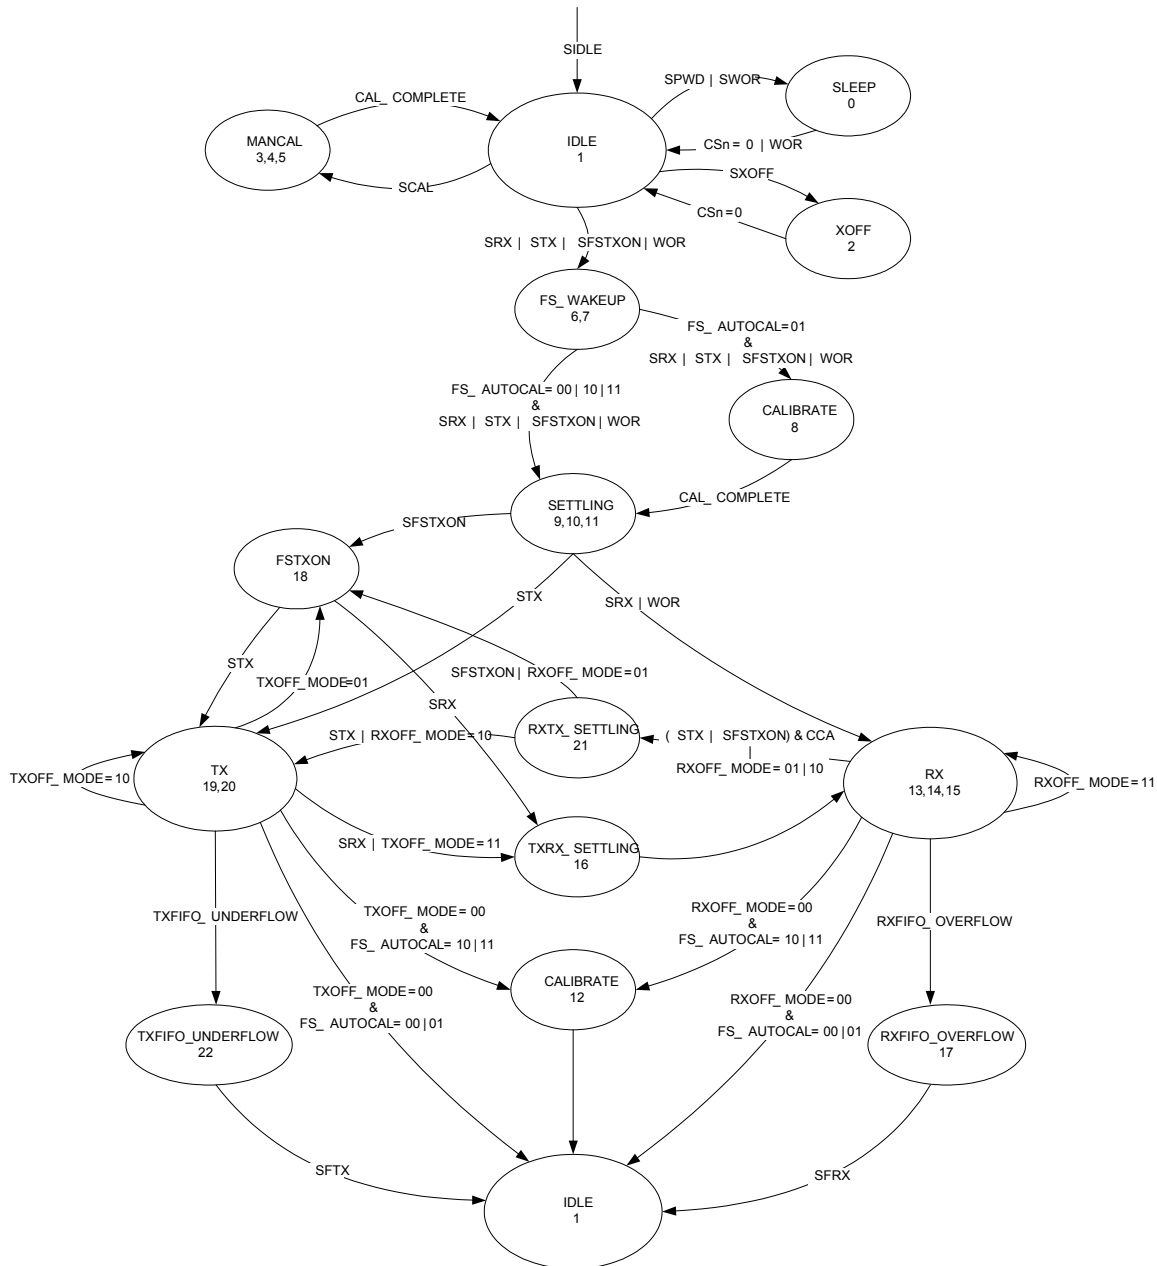 SIDLE
SPWD | SWOR
SLEEP
0
CAL_ COMPLETE
MANCAL
3,4,5
IDLE
1
CSn = 0 | WOR
SXOFF
SCAL
CSn = 0
XOFF
2
SRX | STX | SFSTXON | WOR
FS_ WAKEUP
6,7
FS_ AUTOCAL = 01
&
SRX | STX | SFSTXON | WOR
FS_ AUTOCAL = 00 | 10 | 11
&
SRX | STX | SFSTXON | WOR
CALIBRATE
8
CAL_ COMPLETE
SETTLING
9,10,11
SFSTXON
FSTXON
18
STX
SRX | WOR
STX
TXOFF_ MODE = 01
SFSTXON | RXOFF_ MODE = 01
SRX
RXTX_ SETTLING
21
STX | RXOFF_ MODE = 10
( STX | SFSTXON) & CCA
|
RXOFF_ MODE = 01 | 10
TXOFF_ MODE = 10
TX
19,20
RX
13,14,15
RXOFF_ MODE = 11
SRX | TXOFF_ MODE = 11
TXRX_ SETTLING
16
TXFIFO_ UNDERFLOW
TXOFF_ MODE = 00
&
FS_ AUTOCAL = 10 | 11
RXOFF_ MODE = 00
&
FS_ AUTOCAL = 10 | 11
RXFIFO_ OVERFLOW
CALIBRATE
12
TXOFF_ MODE = 00
&
FS_ AUTOCAL = 00 | 01
RXOFF_ MODE = 00
&
FS_ AUTOCAL = 00 | 01
TXFIFO_UNDERFLOW
22
RXFIFO_OVERFLOW
17
SFTX
SFRX
IDLE
1